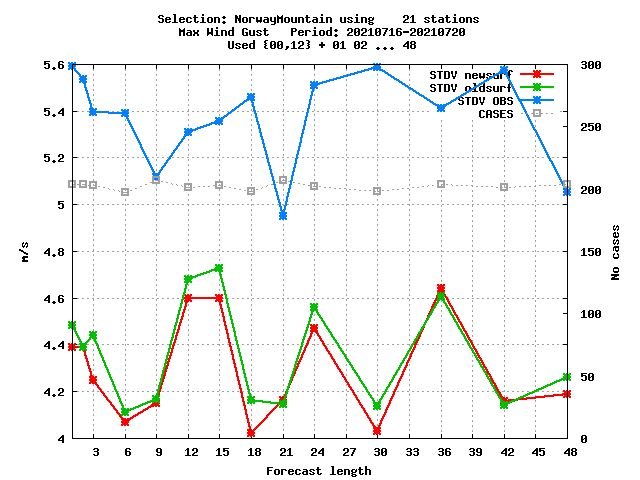 Selection: NorwayMountain using    21 stations
Max Wind Gust   Period: 20210716-20210720
Used {00,12} + 01 02 ... 48
STDV newsurf
STDV oldsurf
STDV OBS
CASES
5.6
5.4
5.2
5
4.8
4.6
4.4
4.2
4
m/s
300
250
200
150
100
50
0
No cases
3 6 9 12 15 18 21 24 27 30 33 36 39 42 45 48
Forecast length